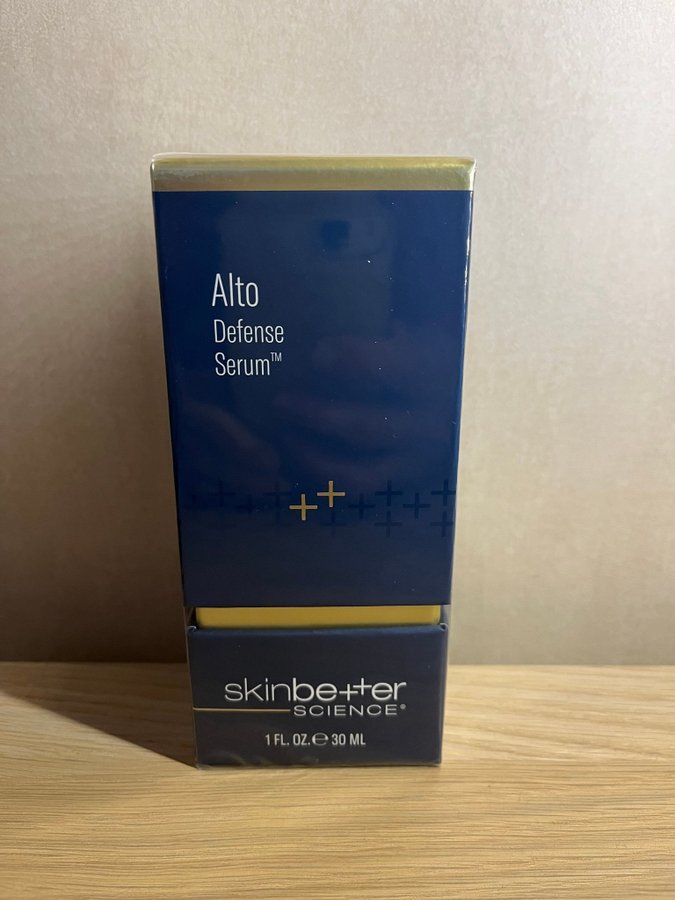 Alto
Defense
Serum™
skinbetter
SCIENCE®
1 FL. OZ. ℮ 30 ML